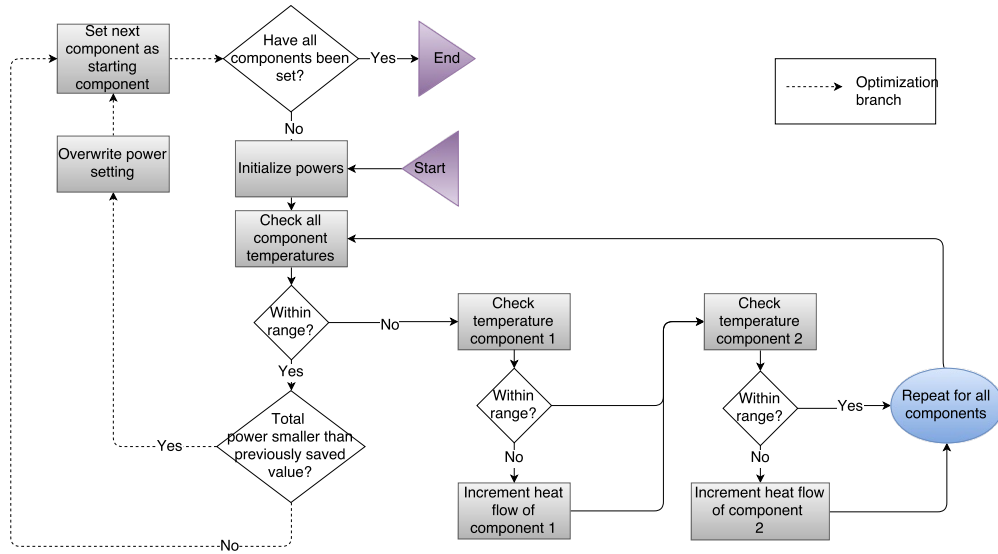 Set next
component as
starting
component
Have all
components been
set?
Yes
End
Optimization
branch
No
Overwrite power
setting
Initialize powers
Start
Check all
component
temperatures
Within
range?
No
Check
temperature
component 1
Check
temperature
component 2
Yes
Within
range?
Within
range?
Yes
Repeat for all
components
Total
power smaller than
previously saved
value?
Yes
No
No
Increment heat
flow of
component 1
Increment heat flow
of component
2
No